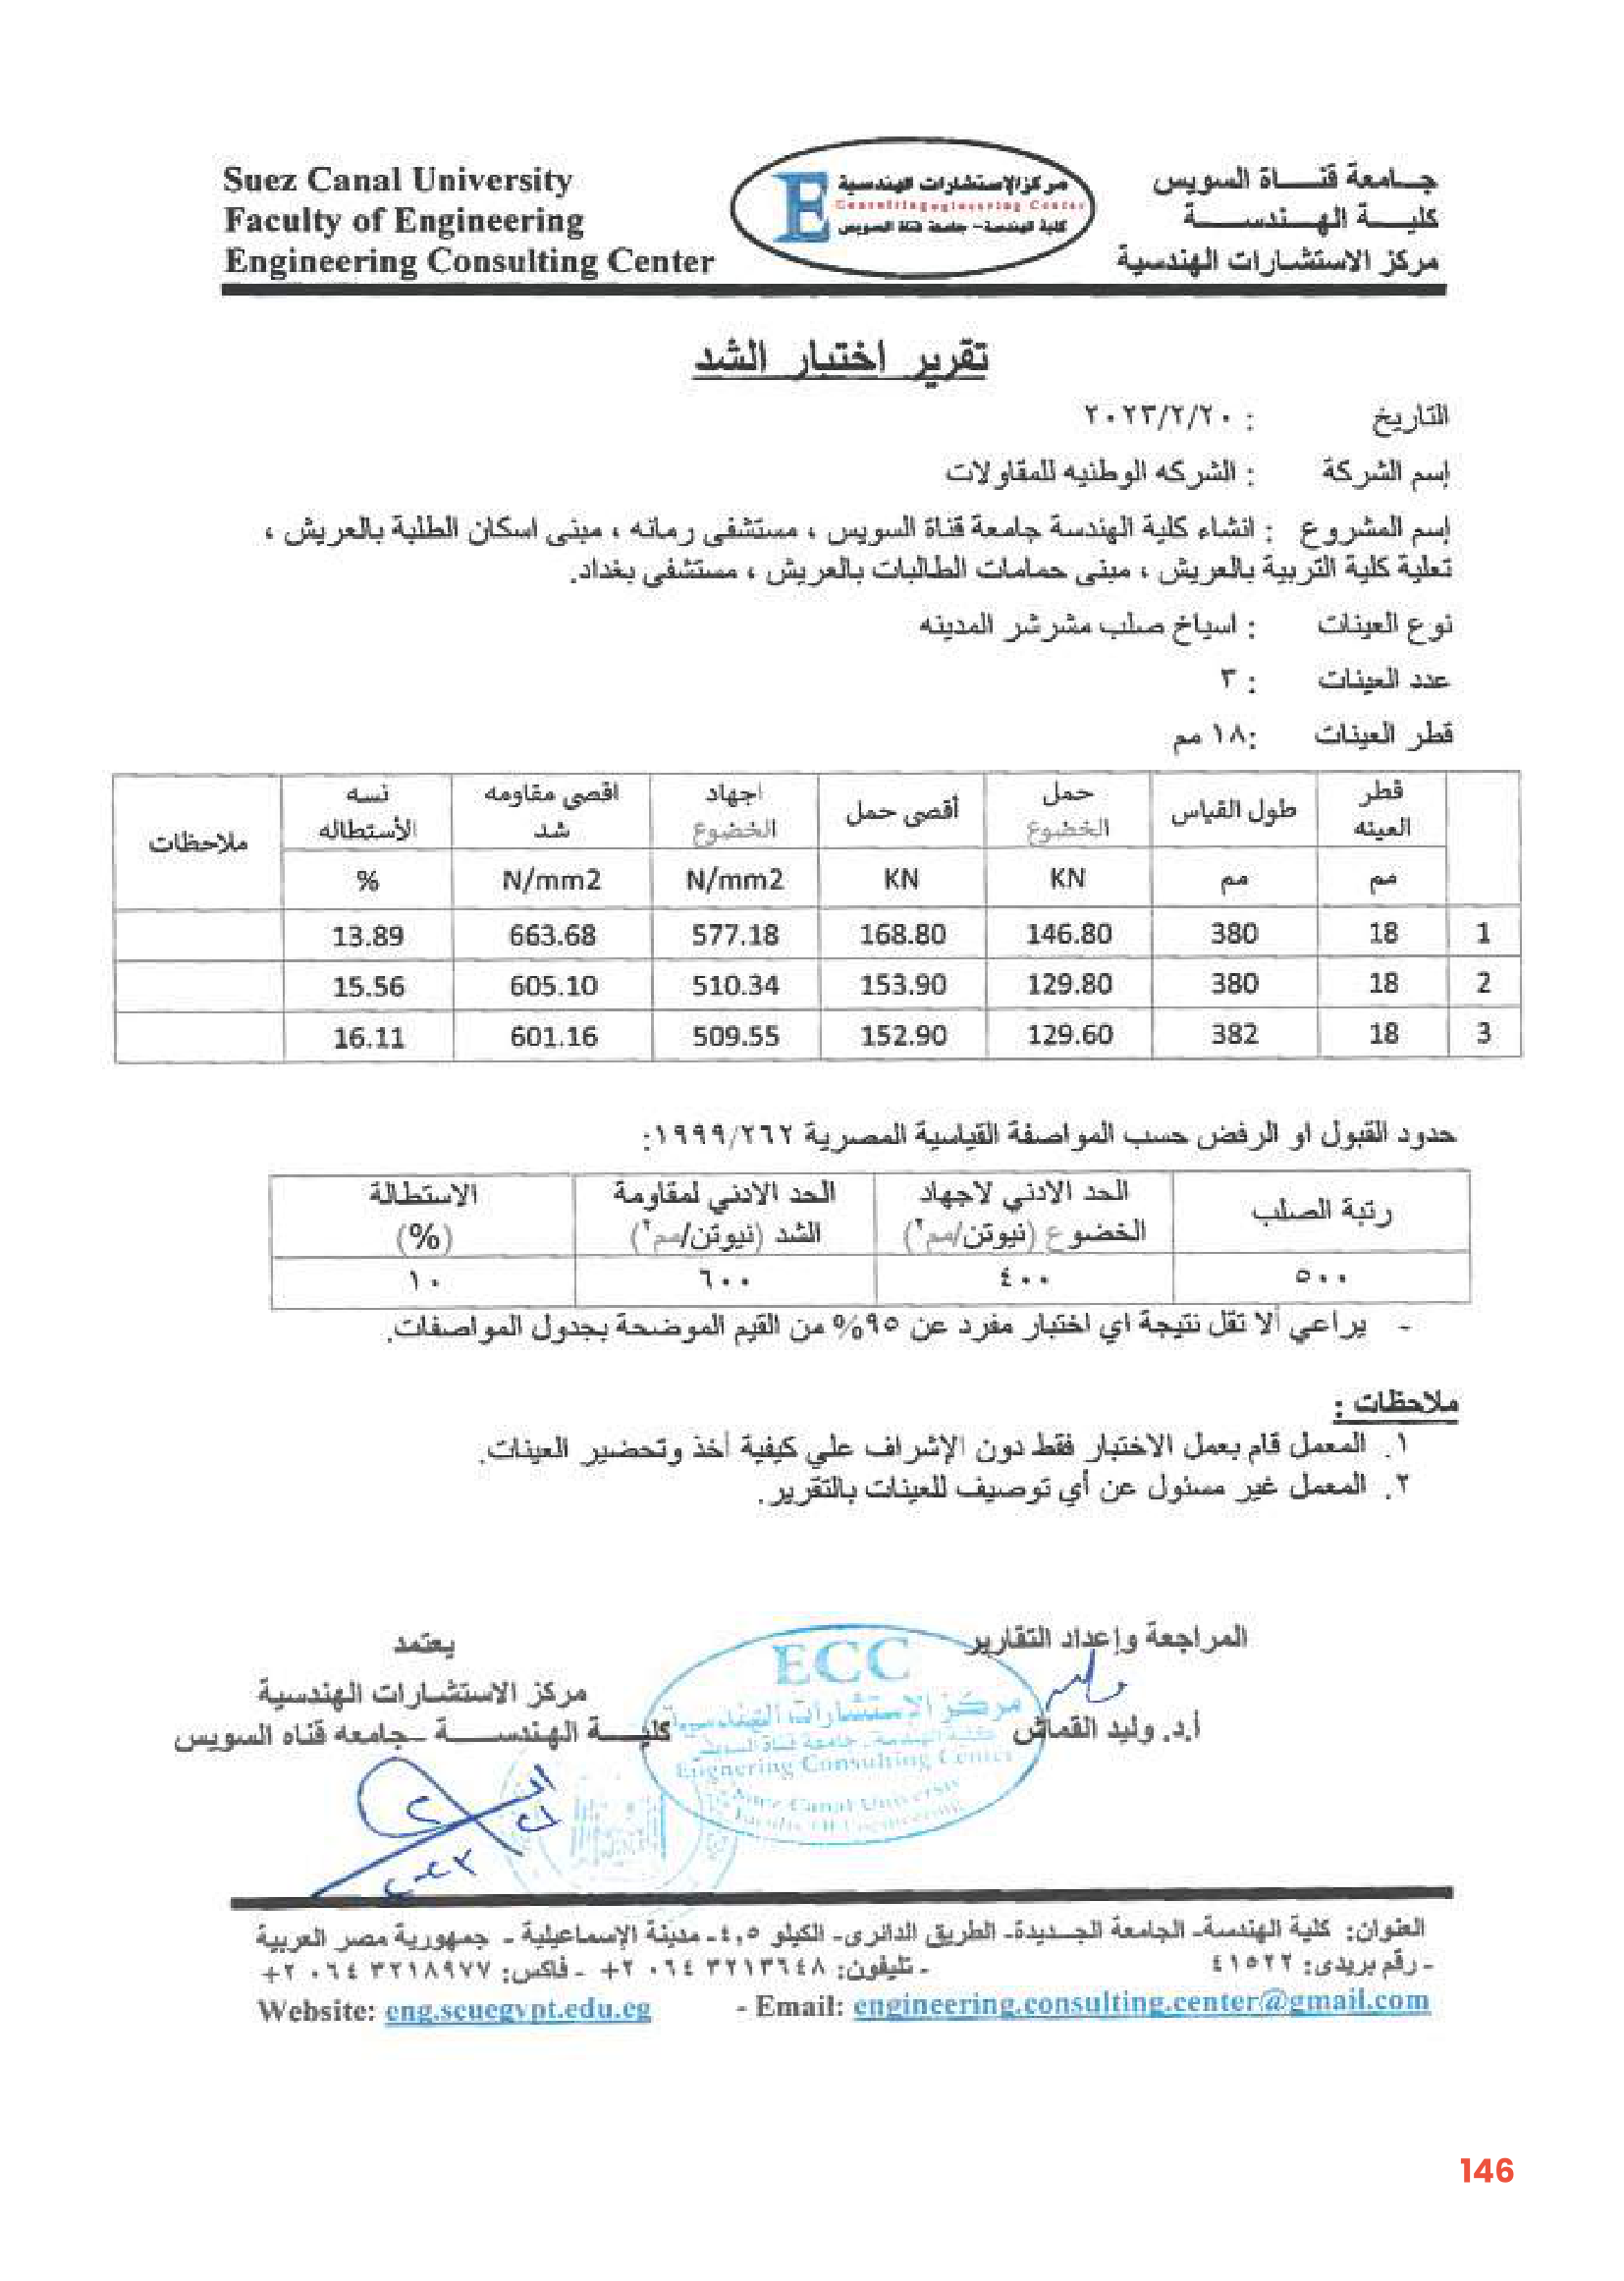 Suez Canal University
Faculty of Engineering
Engineering Consulting Center
مركز الإستشارات الهندسية
كلية الهندسة - جامعة قناة السويس
جامعة قناة السويس
كلية الهندسة
مركز الاستشارات الهندسية
تقرير اختبار الشد
التاريخ : ٢٠٢٣/٢/٢٠
إسم الشركة : الشركه الوطنيه للمقاولات
إسم المشروع : انشاء كلية الهندسة جامعة قناة السويس ، مستشفى رمانه ، مبنى اسكان الطلبة بالعريش ،
تعلية كلية التربية بالعريش ، مبنى حمامات الطالبات بالعريش ، مستشفي بغداد.
نوع العينات : اسياخ صلب مشرشر المدينه
عدد العينات : ٣
قطر العينات :١٨ مم
قطر العينه طول القياس حمل الخضوع أقصى حمل اجهاد الخضوع اقصى مقاومه شد نسه الأستطاله ملاحظات
مم مم KN KN N/mm2 N/mm2 %
1 18 380 146.80 168.80 577.18 663.68 13.89
2 18 380 129.80 153.90 510.34 605.10 15.56
3 18 382 129.60 152.90 509.55 601.16 16.11
حدود القبول او الرفض حسب المواصفة القياسية المصرية ١٩٩٩/٢٦٢:
رتبة الصلب الحد الادني لاجهاد الخضوع (نيوتن/مم٢) الحد الادني لمقاومة الشد (نيوتن/مم٢) الاستطالة (%)
٥٠٠ ٤٠٠ ٦٠٠ ١٠
- يراعي ألا تقل نتيجة اي اختبار مفرد عن ٩٥% من القيم الموضحة بجدول المواصفات.
ملاحظات :
١. المعمل قام بعمل الاختبار فقط دون الإشراف علي كيفية أخذ وتحضير العينات.
٢. المعمل غير مسئول عن أي توصيف للعينات بالتقرير.
المراجعة وإعداد التقارير
أ.د. وليد القماش
يعتمد
مركز الاستشارات الهندسية
كلية الهندسة -جامعه قناه السويس
ECC
مركز الاستشارات الهندسية
كلية الهندسة - جامعة قناة السويس
Engnering Consulting Center
Suez Canal University
Faculty Of Engineering
العنوان: كلية الهندسة- الجامعة الجديدة- الطريق الدائرى- الكيلو ٤,٥- مدينة الإسماعيلية - جمهورية مصر العربية
- رقم بريدى: ٤١٥٢٢ - تليفون: ٣٢١٣٦٤٨ ٠٦٤ ٢+ - فاكس: ٣٢١٨٩٧٧ ٠٦٤ ٢+
Website: eng.scuegypt.edu.eg - Email: engineering.consulting.center@gmail.com
146